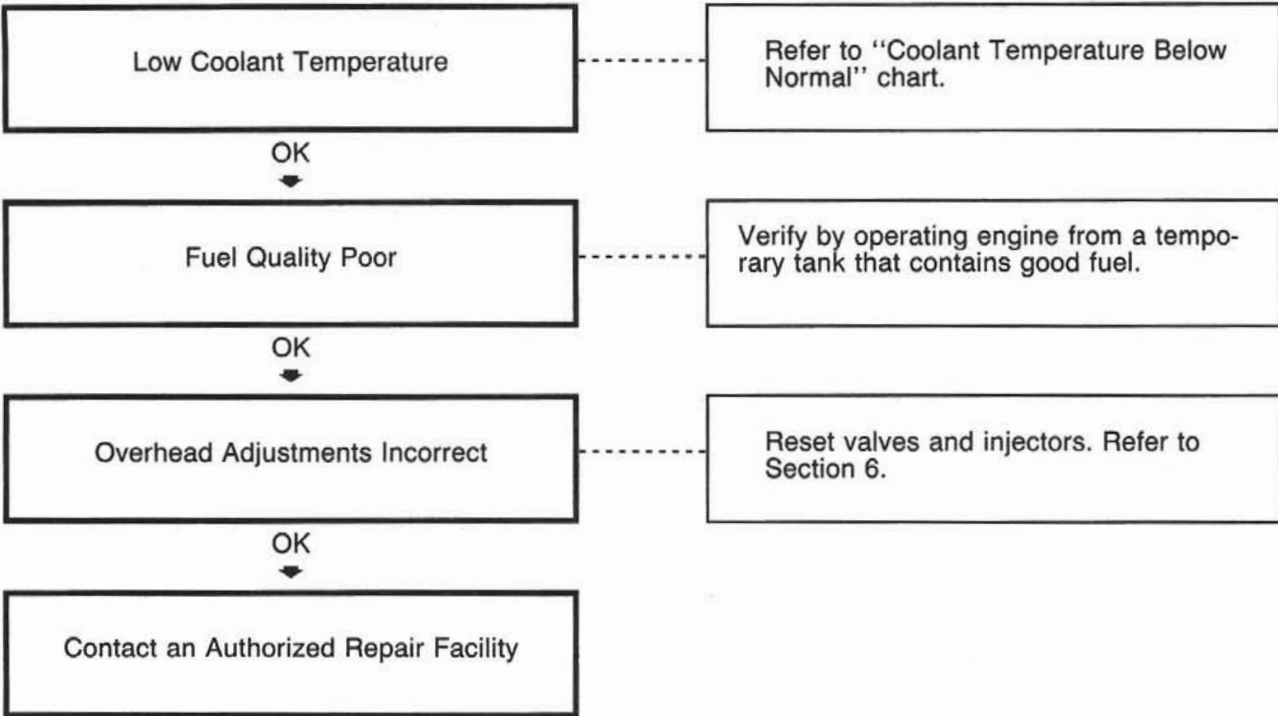 Low Coolant Temperature
Refer to ‘‘Coolant Temperature Below
Normal’’ chart.
OK
Fuel Quality Poor
Verify by operating engine from a tempo-
rary tank that contains good fuel.
OK
Overhead Adjustments Incorrect
Reset valves and injectors. Refer to
Section 6.
OK
Contact an Authorized Repair Facility